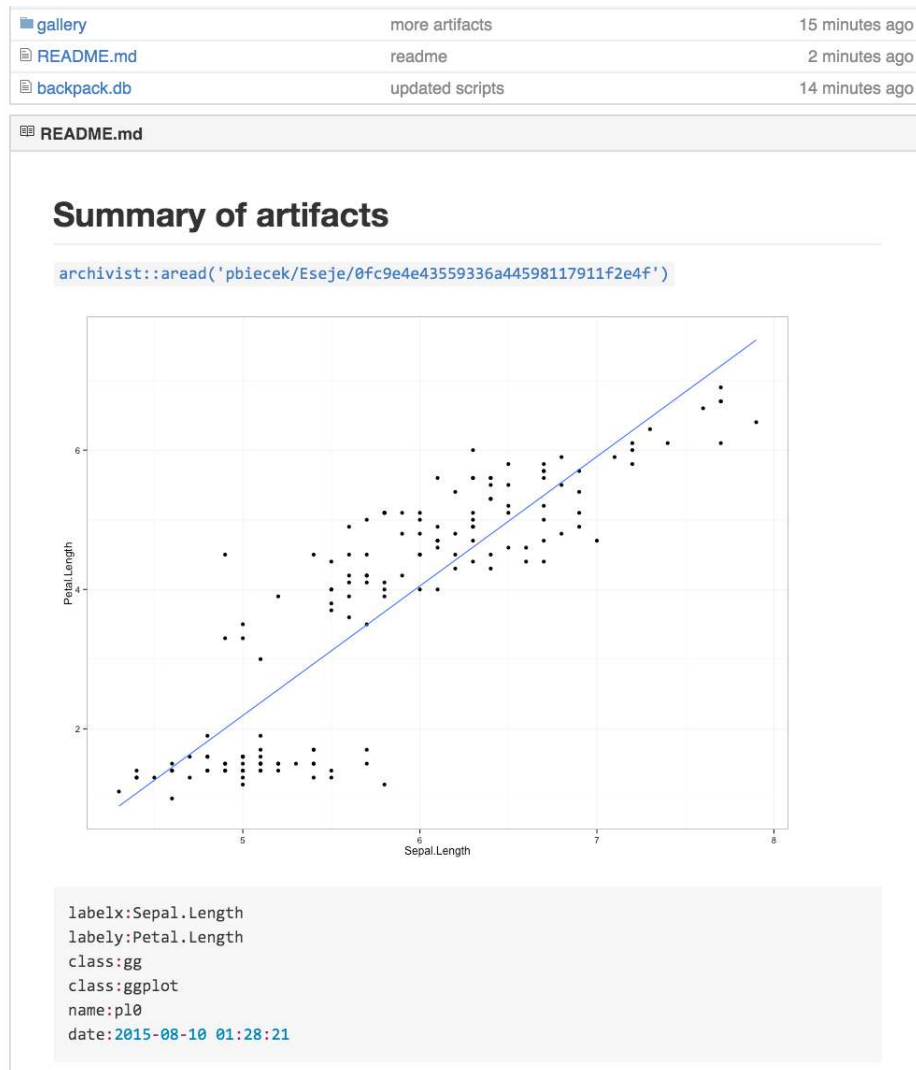 gallery more artifacts 15 minutes ago
README.md readme 2 minutes ago
backpack.db updated scripts 14 minutes ago
README.md
Summary of artifacts
archivist::aread('pbiecek/Eseje/0fc9e4e43559336a44598117911f2e4f')
6
Petal.Length
4
2
5 6 7 8
Sepal.Length
labelx:Sepal.Length
labely:Petal.Length
class:gg
class:ggplot
name:pl0
date:2015-08-10 01:28:21